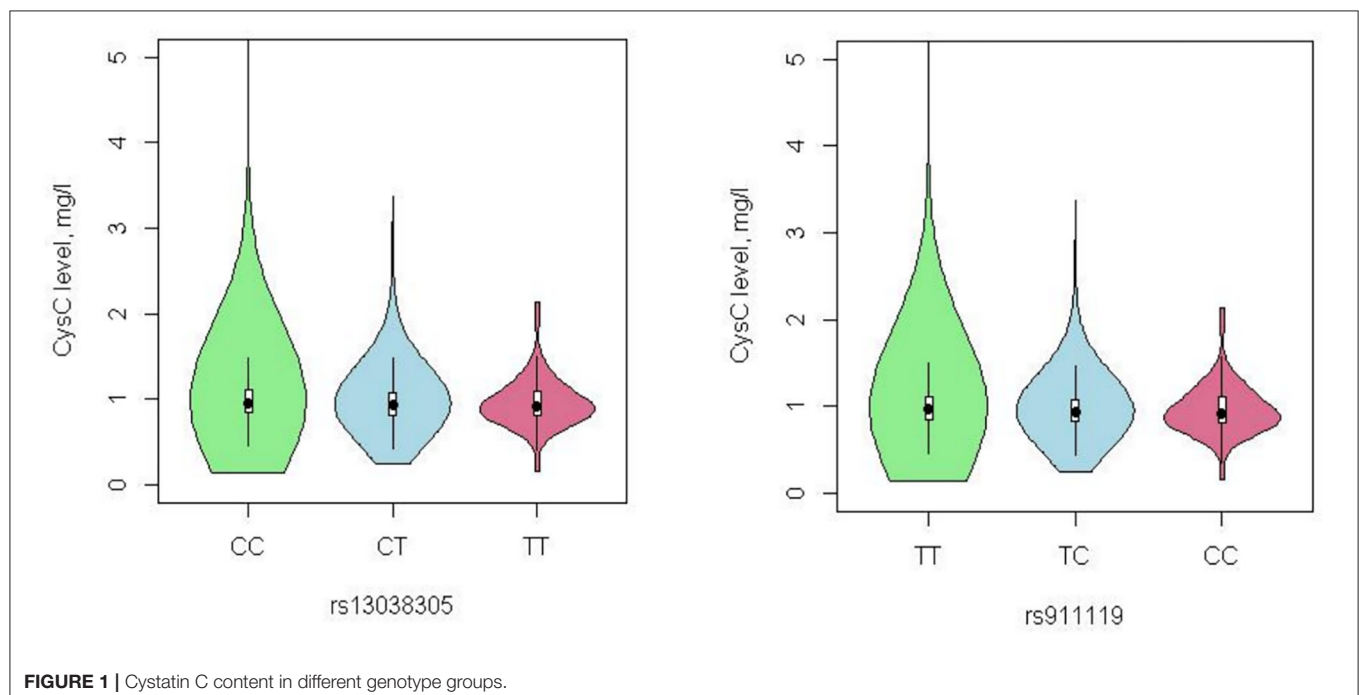 CysC level, mg/l
5
4
3
2
1
0
CC CT TT
rs13038305
CysC level, mg/l
5
4
3
2
1
0
TT TC CC
rs911119
FIGURE 1 | Cystatin C content in different genotype groups.